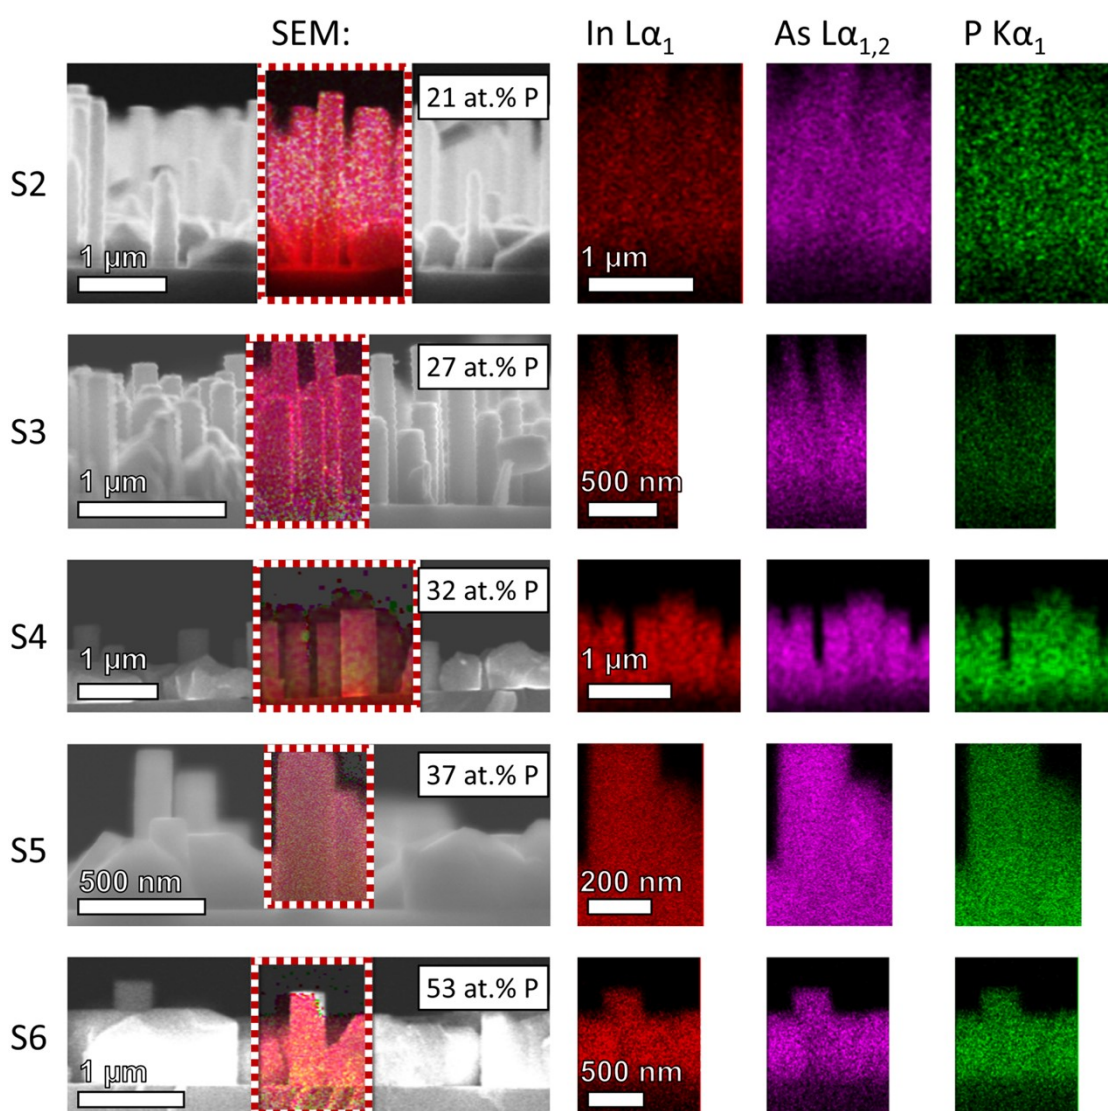 SEM: In Lα₁ As Lα₁,₂ P Kα₁
S2
21 at.% P
1 µm
1 µm
S3
27 at.% P
1 µm
500 nm
S4
32 at.% P
1 µm
1 µm
S5
37 at.% P
500 nm
200 nm
S6
53 at.% P
1 µm
500 nm